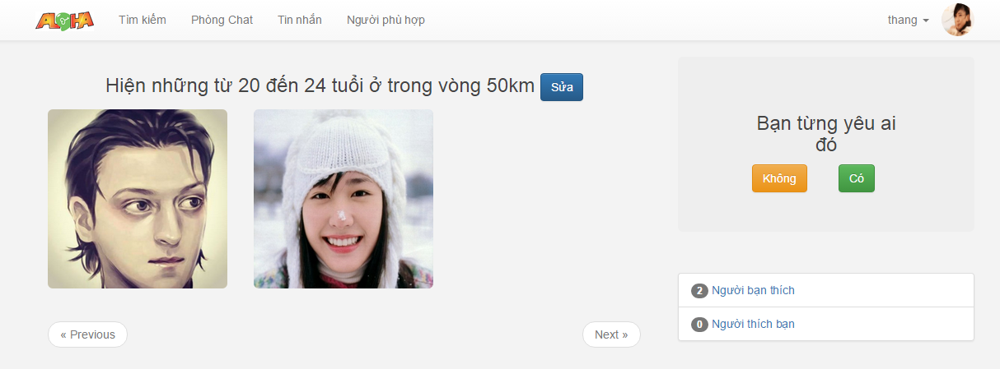 ALOHA
Tìm kiếm
Phòng Chat
Tin nhắn
Người phù hợp
thang
Hiện những từ 20 đến 24 tuổi ở trong vòng 50km
Sửa
« Previous
Next »
Bạn từng yêu ai
đó
Không
Có
2 Người bạn thích
0 Người thích bạn